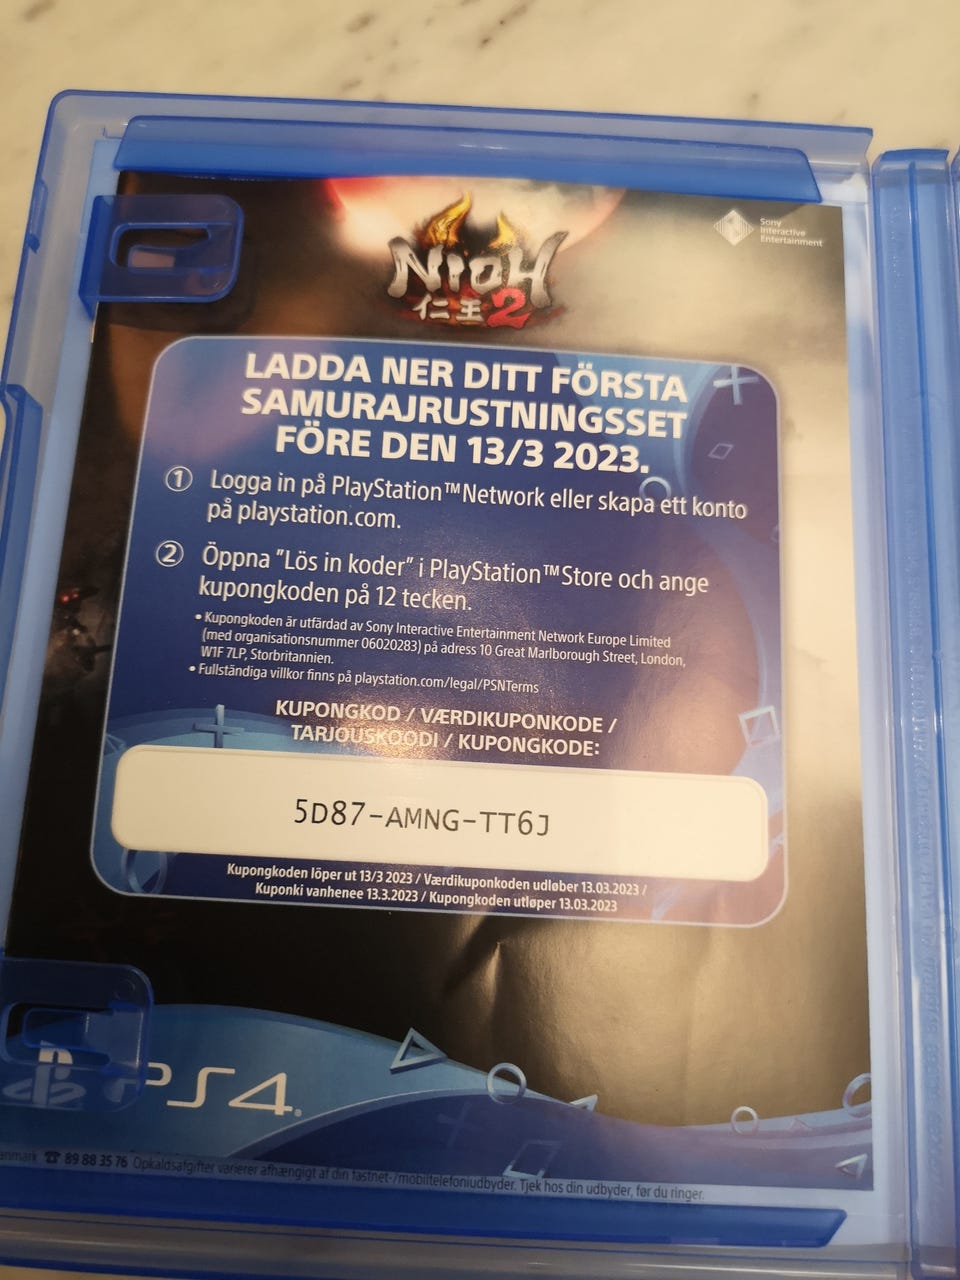 NIOH
仁王2
Sony
Interactive
Entertainment
LADDA NER DITT FÖRSTA
SAMURAJRUSTNINGSSET
FÖRE DEN 13/3 2023.
① Logga in på PlayStation™Network eller skapa ett konto
på playstation.com.
② Öppna "Lös in koder" i PlayStation™Store och ange
kupongkoden på 12 tecken.
• Kupongkoden är utfärdad av Sony Interactive Entertainment Network Europe Limited
(med organisationsnummer 06020283) på adress 10 Great Marlborough Street, London,
W1F 7LP, Storbritannien.
• Fullständiga villkor finns på playstation.com/legal/PSNTerms
KUPONGKOD / VÆRDIKUPONKODE /
TARJOUSKOODI / KUPONGKODE:
5D87-AMNG-TT6J
Kupongkoden löper ut 13/3 2023 / Værdikuponkoden udløber 13.03.2023 /
Kuponki vanhenee 13.3.2023 / Kupongkoden utløper 13.03.2023
PS4
anmark ☎ 89 88 35 76 Opkaldsafgifter varierer afhængigt af din fastnet-/mobiltelefoniudbyder. Tjek hos din udbyder, før du ringer.